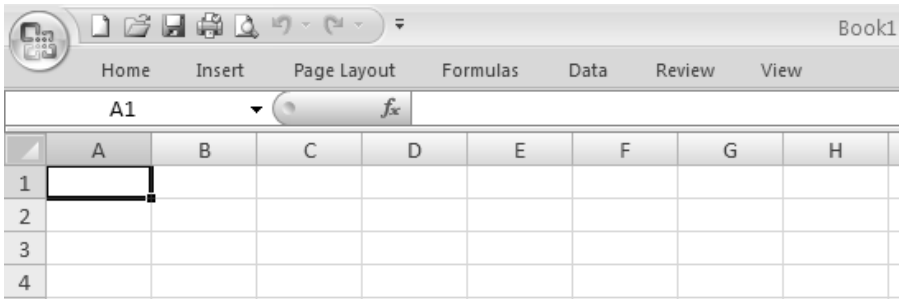 Book1
Home Insert Page Layout Formulas Data Review View
A1 fx
A B C D E F G H
1
2
3
4